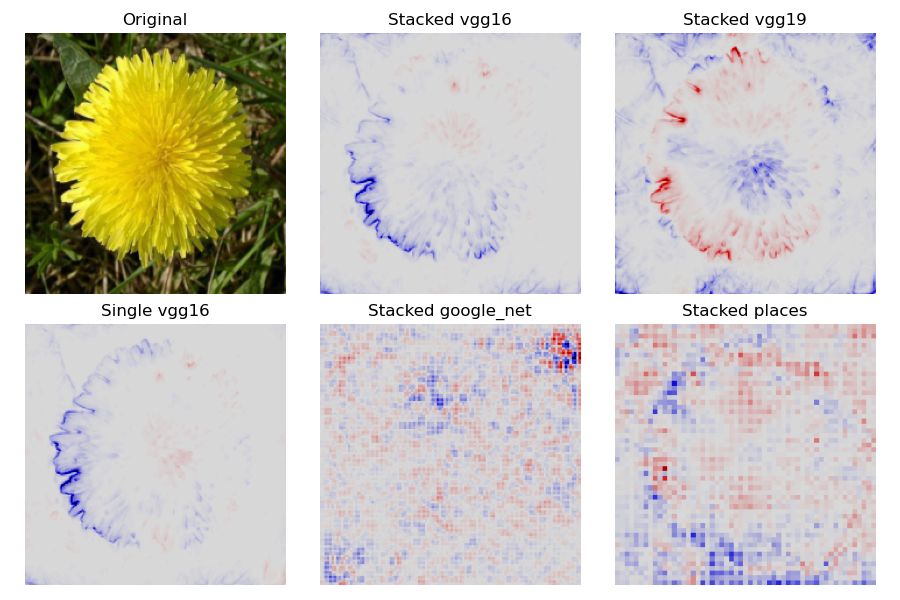 Original
Stacked vgg16
Stacked vgg19
Single vgg16
Stacked google_net
Stacked places